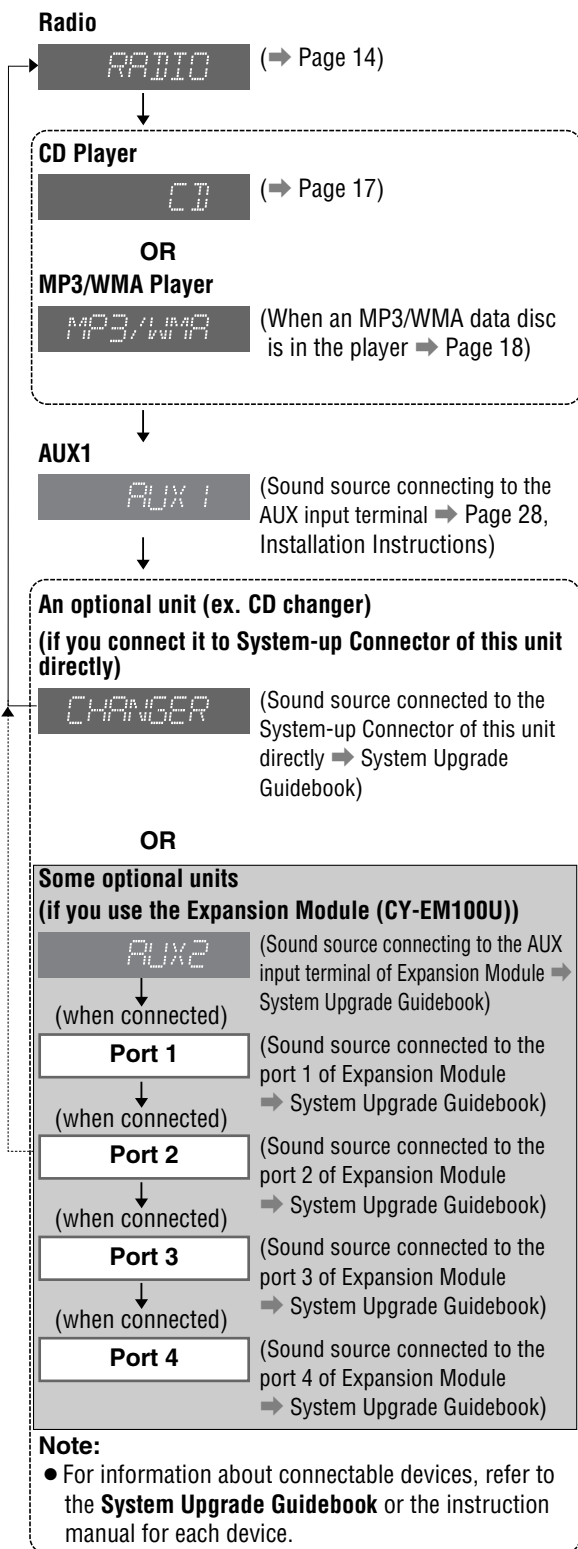 Radio
RADIO
(➡ Page 14)
CD Player
CD
(➡ Page 17)
OR
MP3/WMA Player
MP3/WMA
(When an MP3/WMA data disc
is in the player ➡ Page 18)
AUX1
AUX 1
(Sound source connecting to the
AUX input terminal ➡ Page 28,
Installation Instructions)
An optional unit (ex. CD changer)
(if you connect it to System-up Connector of this unit
directly)
CHANGER
(Sound source connected to the
System-up Connector of this unit
directly ➡ System Upgrade
Guidebook)
OR
Some optional units
(if you use the Expansion Module (CY-EM100U))
AUX2
(Sound source connecting to the AUX
input terminal of Expansion Module ➡
System Upgrade Guidebook)
(when connected)
Port 1
(Sound source connected to the
port 1 of Expansion Module
➡ System Upgrade Guidebook)
(when connected)
Port 2
(Sound source connected to the
port 2 of Expansion Module
➡ System Upgrade Guidebook)
(when connected)
Port 3
(Sound source connected to the
port 3 of Expansion Module
➡ System Upgrade Guidebook)
(when connected)
Port 4
(Sound source connected to the
port 4 of Expansion Module
➡ System Upgrade Guidebook)
Note:
● For information about connectable devices, refer to
the System Upgrade Guidebook or the instruction
manual for each device.